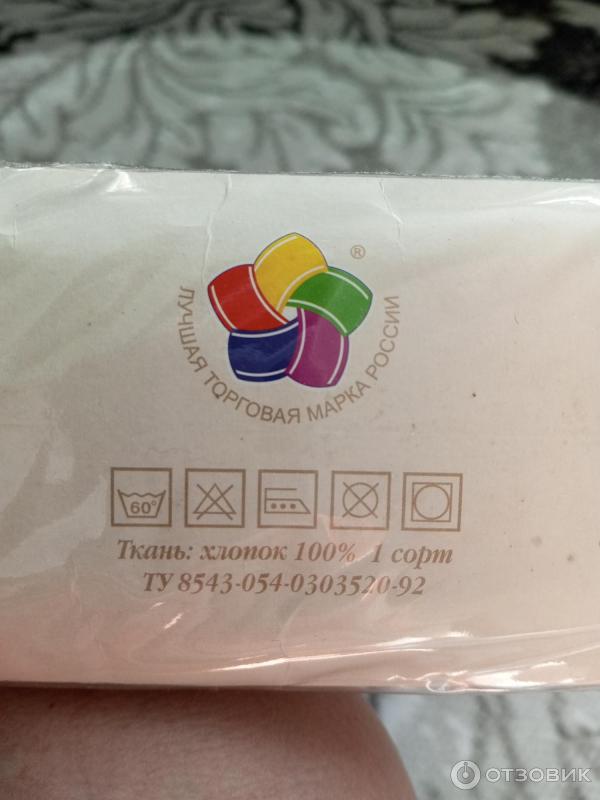 ®
ЛУЧШАЯ ТОРГОВАЯ МАРКА РОССИИ
60°
Ткань: хлопок 100% 1 сорт
ТУ 8543-054-0303520-92
ОТЗОВИК